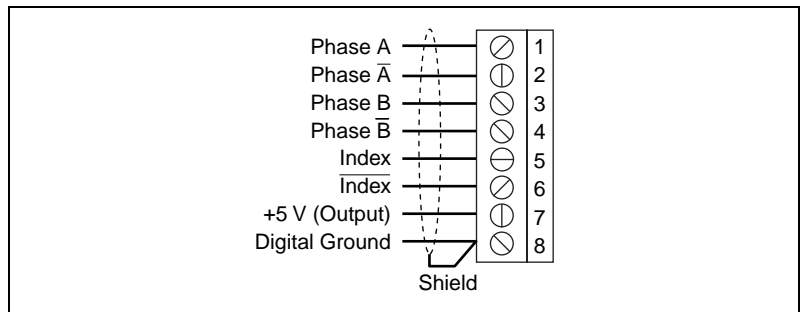 Phase A 1
Phase A̅ 2
Phase B 3
Phase B̅ 4
Index 5
I̅n̅d̅e̅x̅ 6
+5 V (Output) 7
Digital Ground 8
Shield